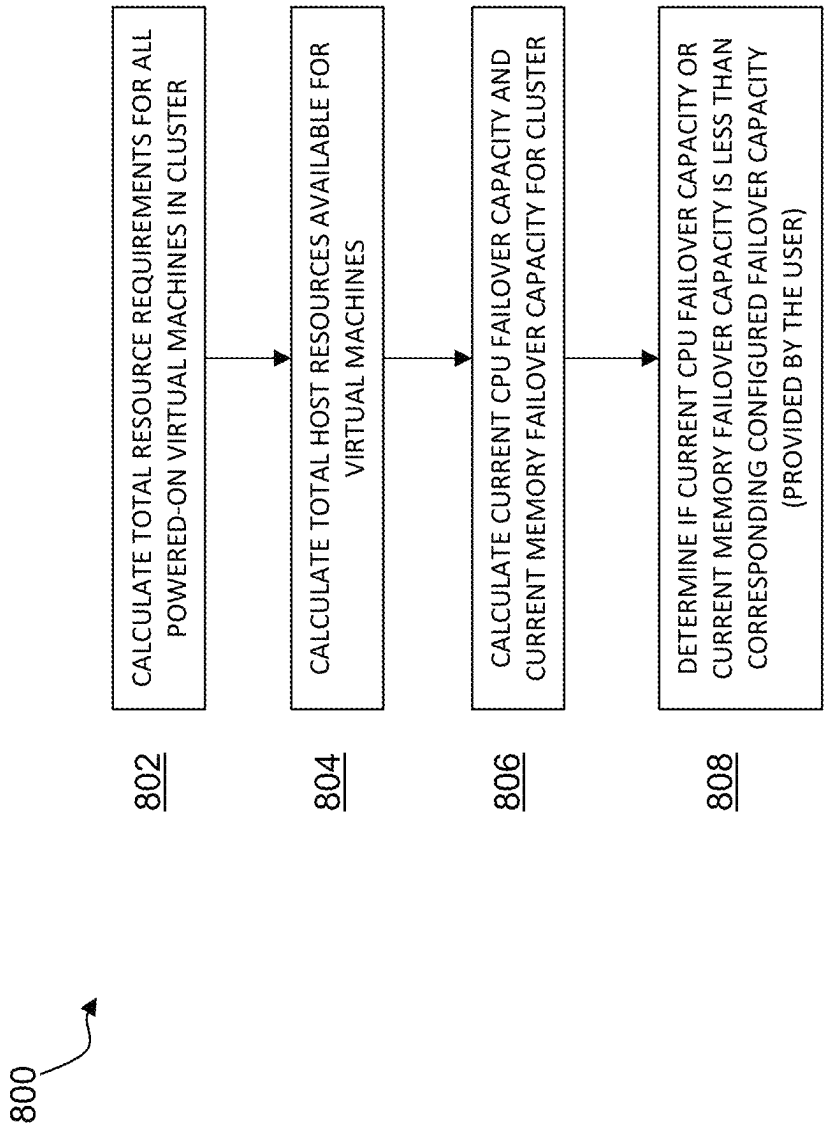 800
802
CALCULATE TOTAL RESOURCE REQUIREMENTS FOR ALL
POWERED-ON VIRTUAL MACHINES IN CLUSTER
804
CALCULATE TOTAL HOST RESOURCES AVAILABLE FOR
VIRTUAL MACHINES
806
CALCULATE CURRENT CPU FAILOVER CAPACITY AND
CURRENT MEMORY FAILOVER CAPACITY FOR CLUSTER
808
DETERMINE IF CURRENT CPU FAILOVER CAPACITY OR
CURRENT MEMORY FAILOVER CAPACITY IS LESS THAN
CORRESPONDING CONFIGURED FAILOVER CAPACITY
(PROVIDED BY THE USER)